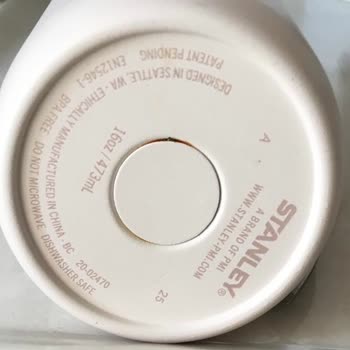 STANLEY®
A BRAND OF PMI
WWW.STANLEY-PMI.COM
A
25
16oz / 473mL
DESIGNED IN SEATTLE, WA - ETHICALLY MANUFACTURED IN CHINA - BC 20-02470
PATENT PENDING EN12546-1 BPA FREE DO NOT MICROWAVE DISHWASHER SAFE